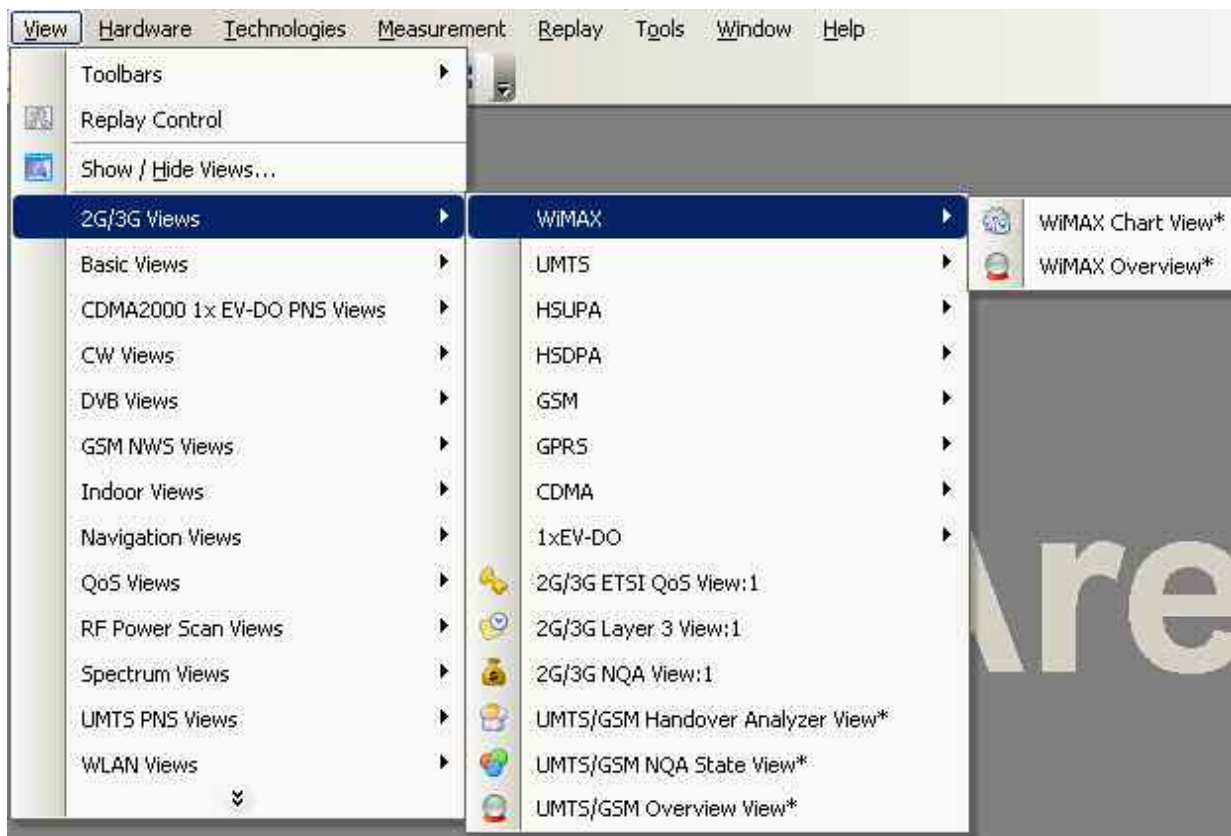 View Hardware Technologies Measurement Replay Tools Window Help
Toolbars
Replay Control
Show / Hide Views...
2G/3G Views
Basic Views
CDMA2000 1x EV-DO PNS Views
CW Views
DVB Views
GSM NWS Views
Indoor Views
Navigation Views
QoS Views
RF Power Scan Views
Spectrum Views
UMTS PNS Views
WLAN Views
WiMAX
UMTS
HSUPA
HSDPA
GSM
GPRS
CDMA
1xEV-DO
2G/3G ETSI QoS View:1
2G/3G Layer 3 View:1
2G/3G NQA View:1
UMTS/GSM Handover Analyzer View*
UMTS/GSM NQA State View*
UMTS/GSM Overview View*
WiMAX Chart View*
WiMAX Overview*